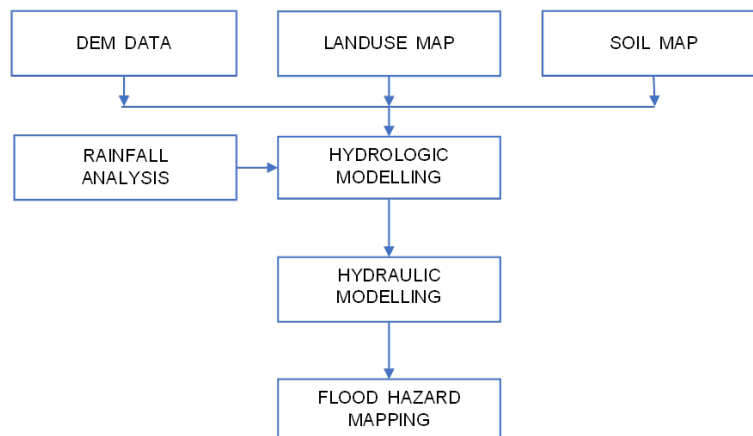 DEM DATA
LANDUSE MAP
SOIL MAP
RAINFALL
ANALYSIS
HYDROLOGIC
MODELLING
HYDRAULIC
MODELLING
FLOOD HAZARD
MAPPING